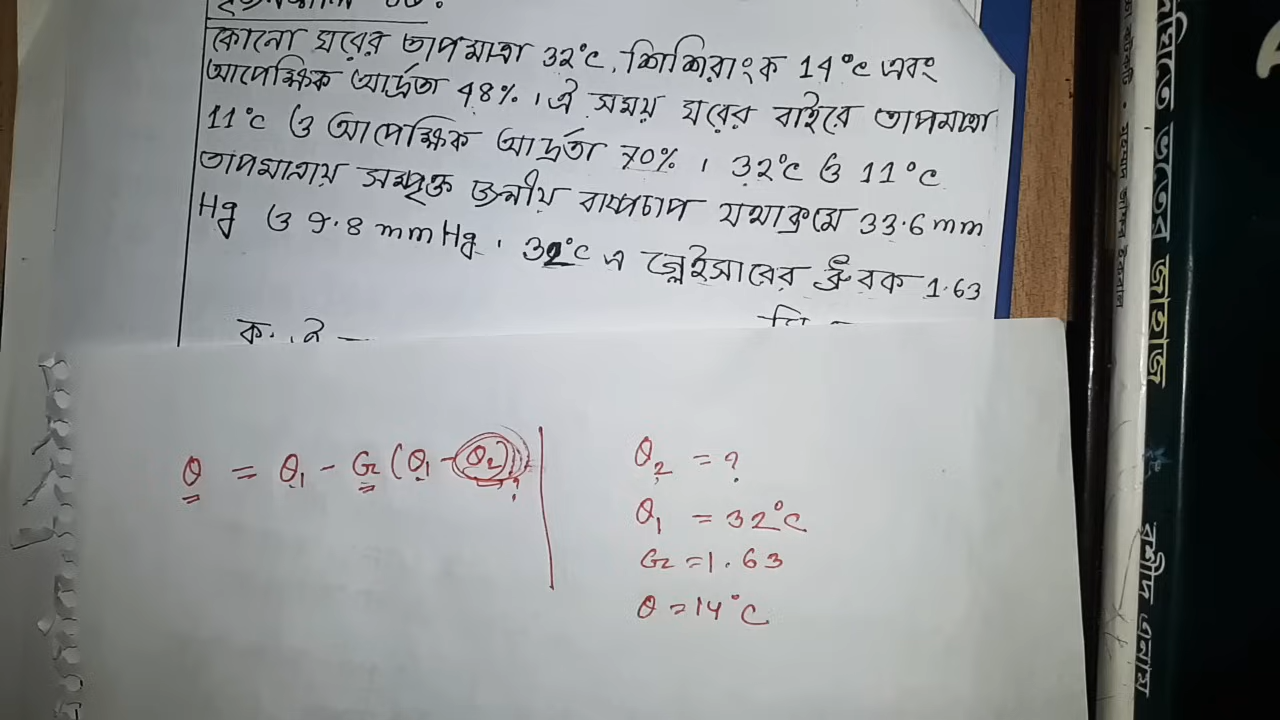 কোনো ঘরের তাপমাত্রা 32°C, শিশিরাংক 14°C এবং
আপেক্ষিক আর্দ্রতা 48%। ঐ সময় ঘরের বাইরে তাপমাত্রা
11°C ও আপেক্ষিক আর্দ্রতা 70%। 32°C ও 11°C
তাপমাত্রায় সম্পৃক্ত জলীয় বাষ্পচাপ যথাক্রমে 33.6 mm
Hg ও 9.8 mmHg। 32°C এ গ্লেইসারের ধ্রুবক 1.63
ক.
θ = θ₁ - G (θ₁ - θ₂) ?
θ₂ = ?
θ₁ = 32°C
G = 1.63
θ = 14°C